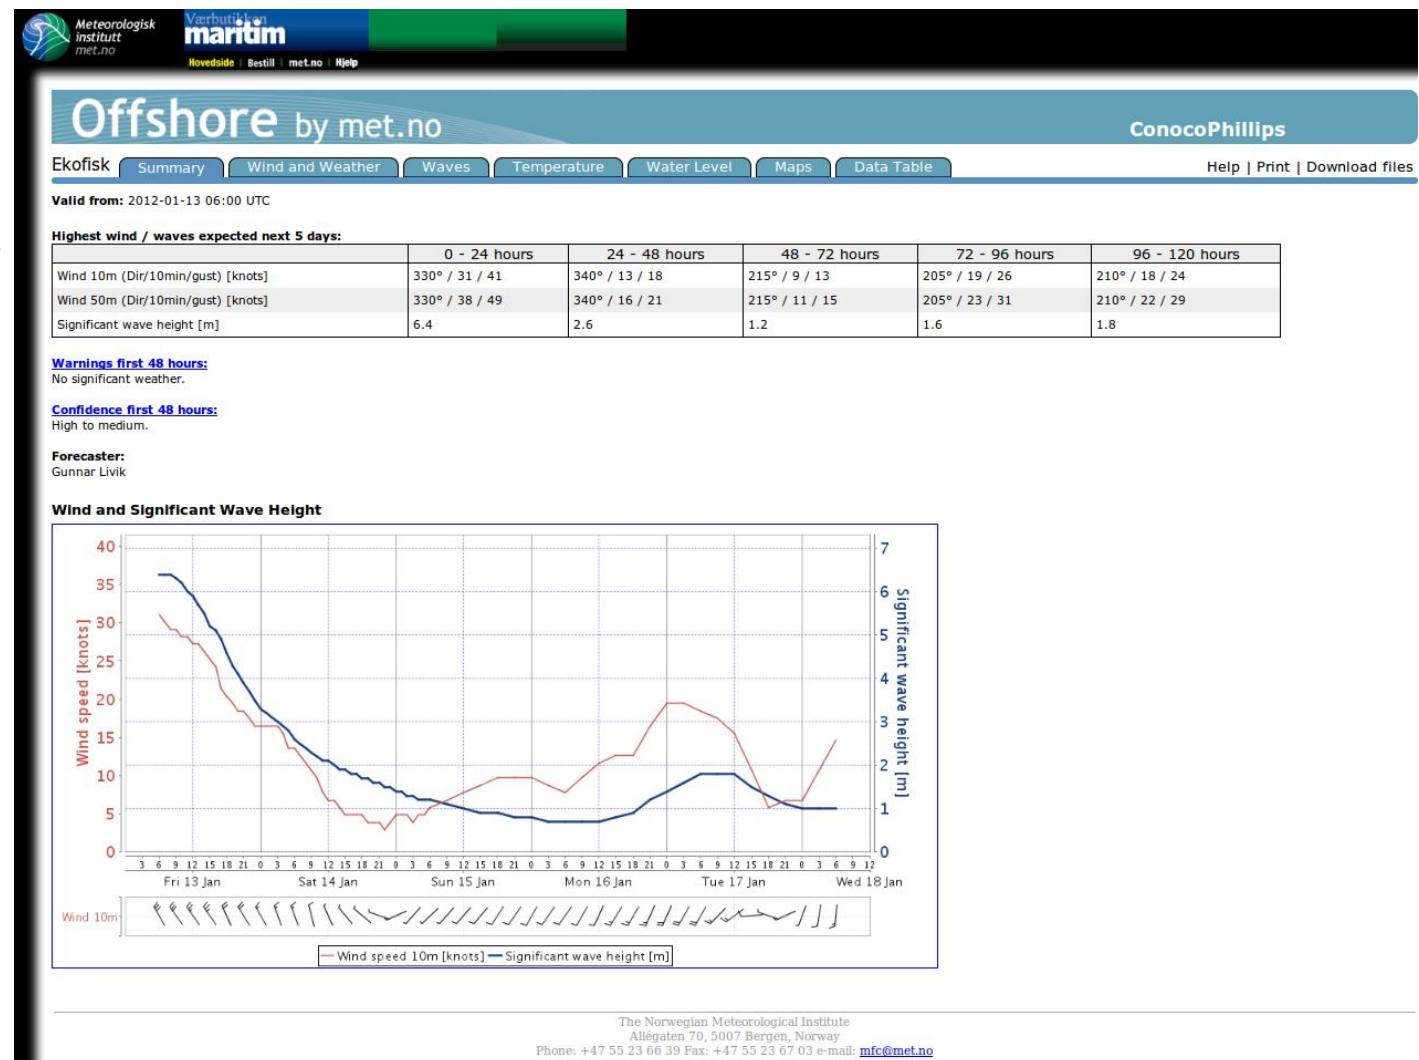 Meteorologisk
institutt
met.no
Værbutikken
maritim
Hovedside | Bestill | met.no | Hjelp
Offshore by met.no
ConocoPhillips
Ekofisk Summary Wind and Weather Waves Temperature Water Level Maps Data Table Help | Print | Download files
Valid from: 2012-01-13 06:00 UTC
Highest wind / waves expected next 5 days:
0 - 24 hours 24 - 48 hours 48 - 72 hours 72 - 96 hours 96 - 120 hours
Wind 10m (Dir/10min/gust) [knots] 330° / 31 / 41 340° / 13 / 18 215° / 9 / 13 205° / 19 / 26 210° / 18 / 24
Wind 50m (Dir/10min/gust) [knots] 330° / 38 / 49 340° / 16 / 21 215° / 11 / 15 205° / 23 / 31 210° / 22 / 29
Significant wave height [m] 6.4 2.6 1.2 1.6 1.8
Warnings first 48 hours:
No significant weather.
Confidence first 48 hours:
High to medium.
Forecaster:
Gunnar Livik
Wind and Significant Wave Height
Wind speed [knots]
40
35
30
25
20
15
10
5
0
7
6
5
4
3
2
1
0
Significant wave height [m]
3 6 9 12 15 18 21 0 3 6 9 12 15 18 21 0 3 6 9 12 15 18 21 0 3 6 9 12 15 18 21 0 3 6 9 12 15 18 21 0 3 6 9 12
Fri 13 Jan Sat 14 Jan Sun 15 Jan Mon 16 Jan Tue 17 Jan Wed 18 Jan
Wind 10m
Wind speed 10m [knots] Significant wave height [m]
The Norwegian Meteorological Institute
Allégaten 70, 5007 Bergen, Norway
Phone: +47 55 23 66 39 Fax: +47 55 23 67 03 e-mail: mfc@met.no